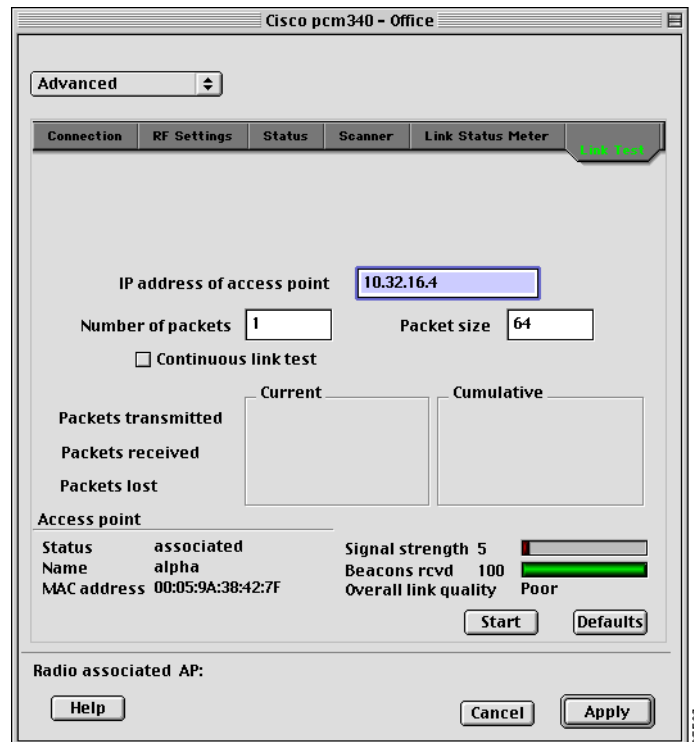 Cisco pcm340 - Office
Advanced
Connection RF Settings Status Scanner Link Status Meter Link Test
IP address of access point 10.32.16.4
Number of packets 1 Packet size 64
Continuous link test
Current Cumulative
Packets transmitted
Packets received
Packets lost
Access point
Status associated Signal strength 5
Name alpha Beacons rcvd 100
MAC address 00:05:9A:38:42:7F Overall link quality Poor
Start Defaults
Radio associated AP:
Help Cancel Apply